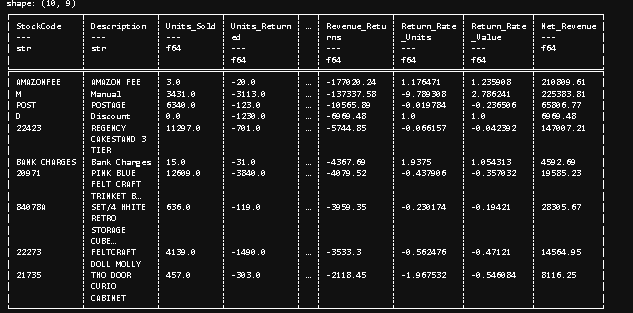 shape: (10, 9)
StockCode Description Units_Sold Units_Return … Revenue_Retu Return_Rate Return_Rate Net_Revenue
--- --- --- ed rns _Units _Value ---
str str f64 --- --- --- --- f64
f64 f64 f64 f64
AMAZONFEE AMAZON FEE 3.0 -20.0 … -177020.24 1.176471 1.235908 210809.61
M Manual 3431.0 -3113.0 … -137337.58 -9.789308 2.786241 225383.81
POST POSTAGE 6340.0 -123.0 … -10565.89 -0.019784 -0.236506 65806.77
D Discount 0.0 -1230.0 … -6969.48 1.0 1.0 6969.48
22423 REGENCY 11297.0 -701.0 … -5744.85 -0.066157 -0.042392 147007.21
CAKESTAND 3
TIER
BANK CHARGES Bank Charges 15.0 -31.0 … -4367.69 1.9375 1.054313 4592.69
20971 PINK BLUE 12609.0 -3840.0 … -4079.52 -0.437906 -0.357032 19585.23
FELT CRAFT
TRINKET B…
84078A SET/4 WHITE 636.0 -119.0 … -3959.35 -0.230174 -0.19421 28305.67
RETRO
STORAGE
CUBE…
22273 FELTCRAFT 4139.0 -1490.0 … -3533.3 -0.562476 -0.47121 14564.95
DOLL MOLLY
21735 TWO DOOR 457.0 -303.0 … -2118.45 -1.967532 -0.546084 8116.25
CURIO
CABINET